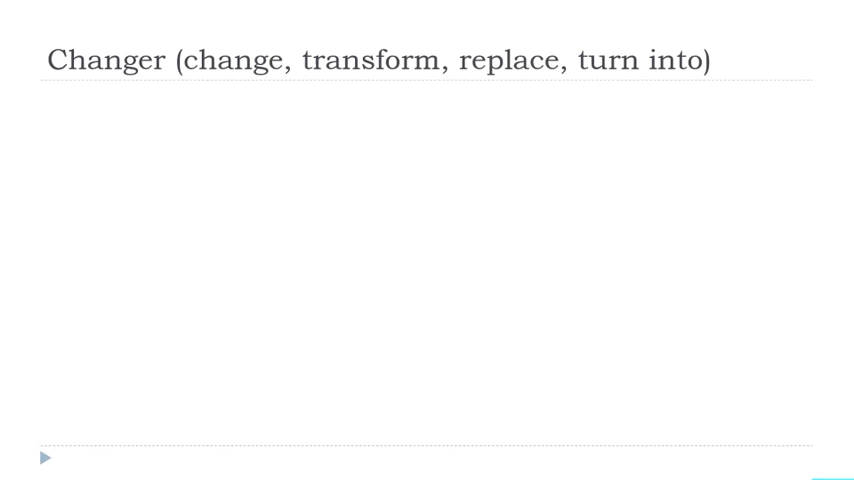 Changer (change, transform, replace, turn into)